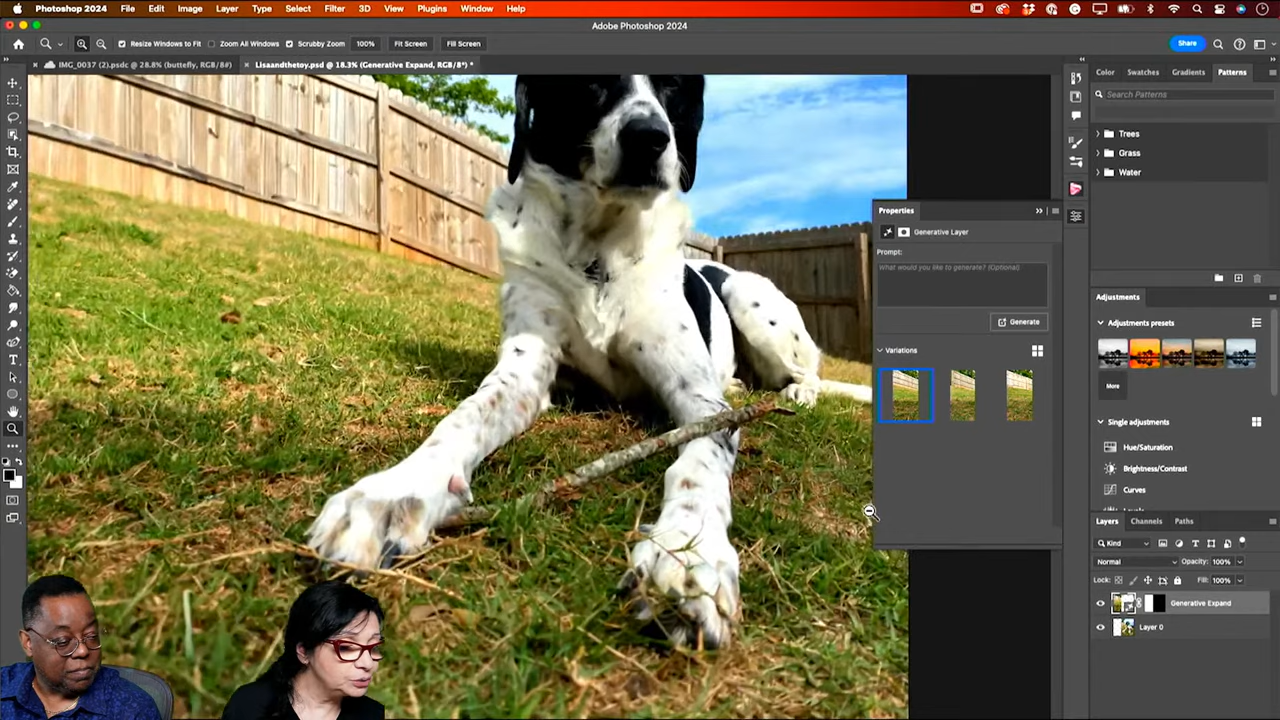 Photoshop 2024 File Edit Image Layer Type Select Filter 3D View Plugins Window Help
Adobe Photoshop 2024
Resize Windows to Fit Zoom All Windows Scrubby Zoom 100% Fit Screen Fill Screen Share
IMG_0037 (2).psdc @ 28.8% (buttefly, RGB/8#) Lisaandthetoy.psd @ 18.3% (Generative Expand, RGB/8*) *
Color Swatches Gradients Patterns
Search Patterns
Trees
Grass
Water
Properties
Generative Layer
Prompt:
What would you like to generate? (Optional)
Generate
Variations
Adjustments
Adjustments presets
More
Single adjustments
Hue/Saturation
Brightness/Contrast
Curves
Layers Channels Paths
Kind
Normal Opacity: 100%
Lock: Fill: 100%
Generative Expand
Layer 0